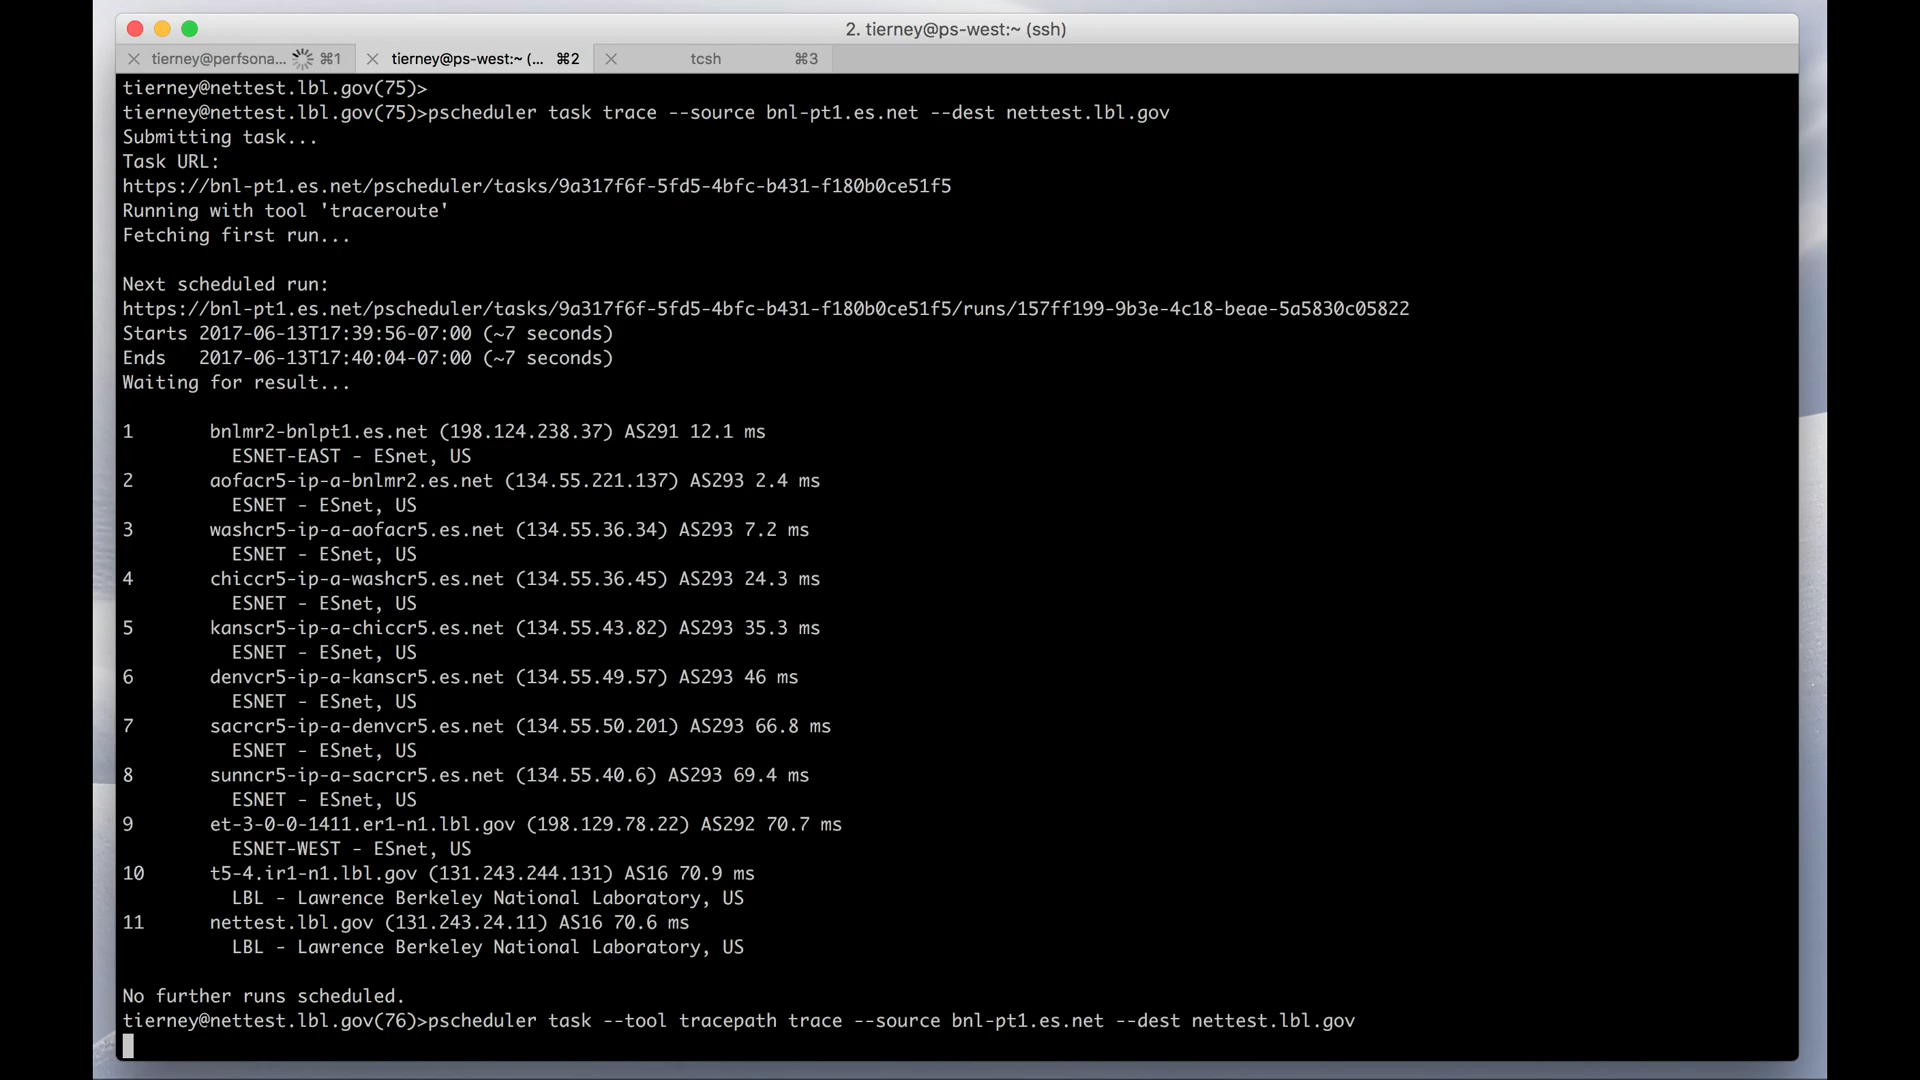 2. tierney@ps-west:~ (ssh)
tierney@perfsona... ⌘1 tierney@ps-west:~ (... ⌘2 tcsh ⌘3
tierney@nettest.lbl.gov(75)>
tierney@nettest.lbl.gov(75)>pscheduler task trace --source bnl-pt1.es.net --dest nettest.lbl.gov
Submitting task...
Task URL:
https://bnl-pt1.es.net/pscheduler/tasks/9a317f6f-5fd5-4bfc-b431-f180b0ce51f5
Running with tool 'traceroute'
Fetching first run...
Next scheduled run:
https://bnl-pt1.es.net/pscheduler/tasks/9a317f6f-5fd5-4bfc-b431-f180b0ce51f5/runs/157ff199-9b3e-4c18-beae-5a5830c05822
Starts 2017-06-13T17:39:56-07:00 (~7 seconds)
Ends   2017-06-13T17:40:04-07:00 (~7 seconds)
Waiting for result...
1       bnlmr2-bnlpt1.es.net (198.124.238.37) AS291 12.1 ms
ESNET-EAST - ESnet, US
2       aofacr5-ip-a-bnlmr2.es.net (134.55.221.137) AS293 2.4 ms
ESNET - ESnet, US
3       washcr5-ip-a-aofacr5.es.net (134.55.36.34) AS293 7.2 ms
ESNET - ESnet, US
4       chiccr5-ip-a-washcr5.es.net (134.55.36.45) AS293 24.3 ms
ESNET - ESnet, US
5       kanscr5-ip-a-chiccr5.es.net (134.55.43.82) AS293 35.3 ms
ESNET - ESnet, US
6       denvcr5-ip-a-kanscr5.es.net (134.55.49.57) AS293 46 ms
ESNET - ESnet, US
7       sacrcr5-ip-a-denvcr5.es.net (134.55.50.201) AS293 66.8 ms
ESNET - ESnet, US
8       sunncr5-ip-a-sacrcr5.es.net (134.55.40.6) AS293 69.4 ms
ESNET - ESnet, US
9       et-3-0-0-1411.er1-n1.lbl.gov (198.129.78.22) AS292 70.7 ms
ESNET-WEST - ESnet, US
10      t5-4.ir1-n1.lbl.gov (131.243.244.131) AS16 70.9 ms
LBL - Lawrence Berkeley National Laboratory, US
11      nettest.lbl.gov (131.243.24.11) AS16 70.6 ms
LBL - Lawrence Berkeley National Laboratory, US
No further runs scheduled.
tierney@nettest.lbl.gov(76)>pscheduler task --tool tracepath trace --source bnl-pt1.es.net --dest nettest.lbl.gov